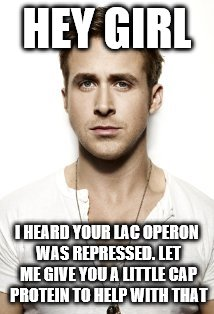 HEY GIRL
I HEARD YOUR LAC OPERON
WAS REPRESSED. LET
ME GIVE YOU A LITTLE CAP
PROTEIN TO HELP WITH THAT